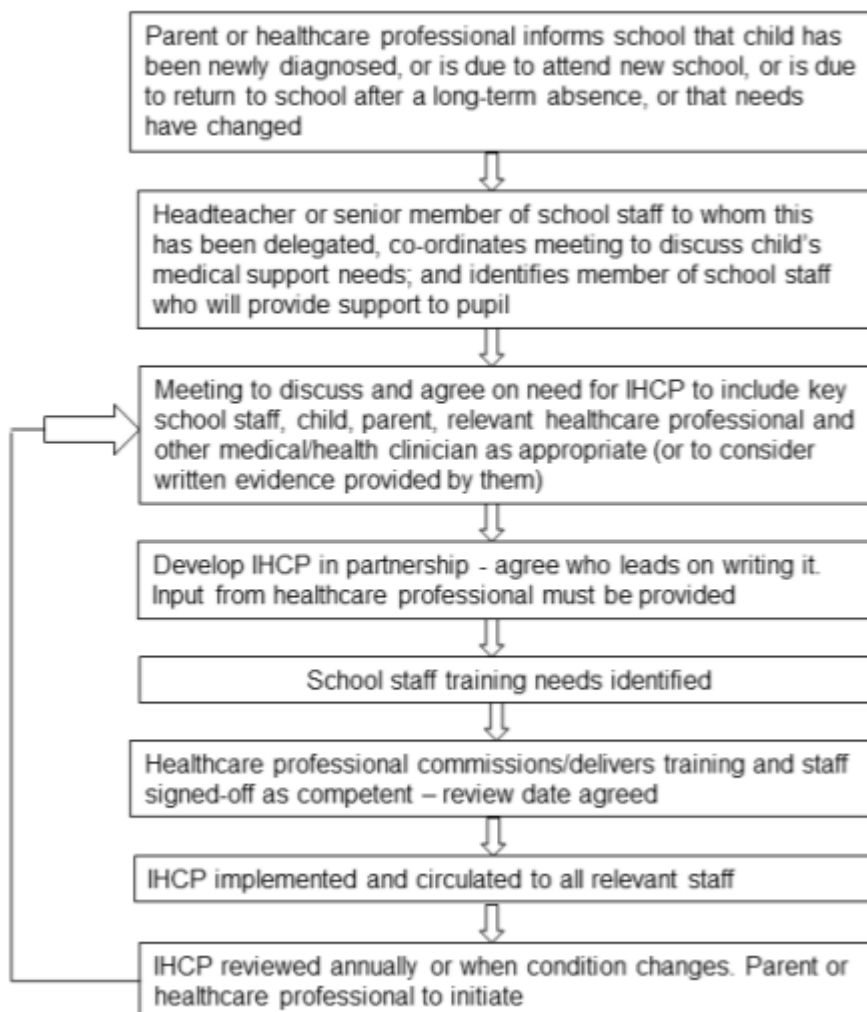 Parent or healthcare professional informs school that child has
been newly diagnosed, or is due to attend new school, or is due
to return to school after a long-term absence, or that needs
have changed
Headteacher or senior member of school staff to whom this
has been delegated, co-ordinates meeting to discuss child's
medical support needs; and identifies member of school staff
who will provide support to pupil
Meeting to discuss and agree on need for IHCP to include key
school staff, child, parent, relevant healthcare professional and
other medical/health clinician as appropriate (or to consider
written evidence provided by them)
Develop IHCP in partnership - agree who leads on writing it.
Input from healthcare professional must be provided
School staff training needs identified
Healthcare professional commissions/delivers training and staff
signed-off as competent – review date agreed
IHCP implemented and circulated to all relevant staff
IHCP reviewed annually or when condition changes. Parent or
healthcare professional to initiate